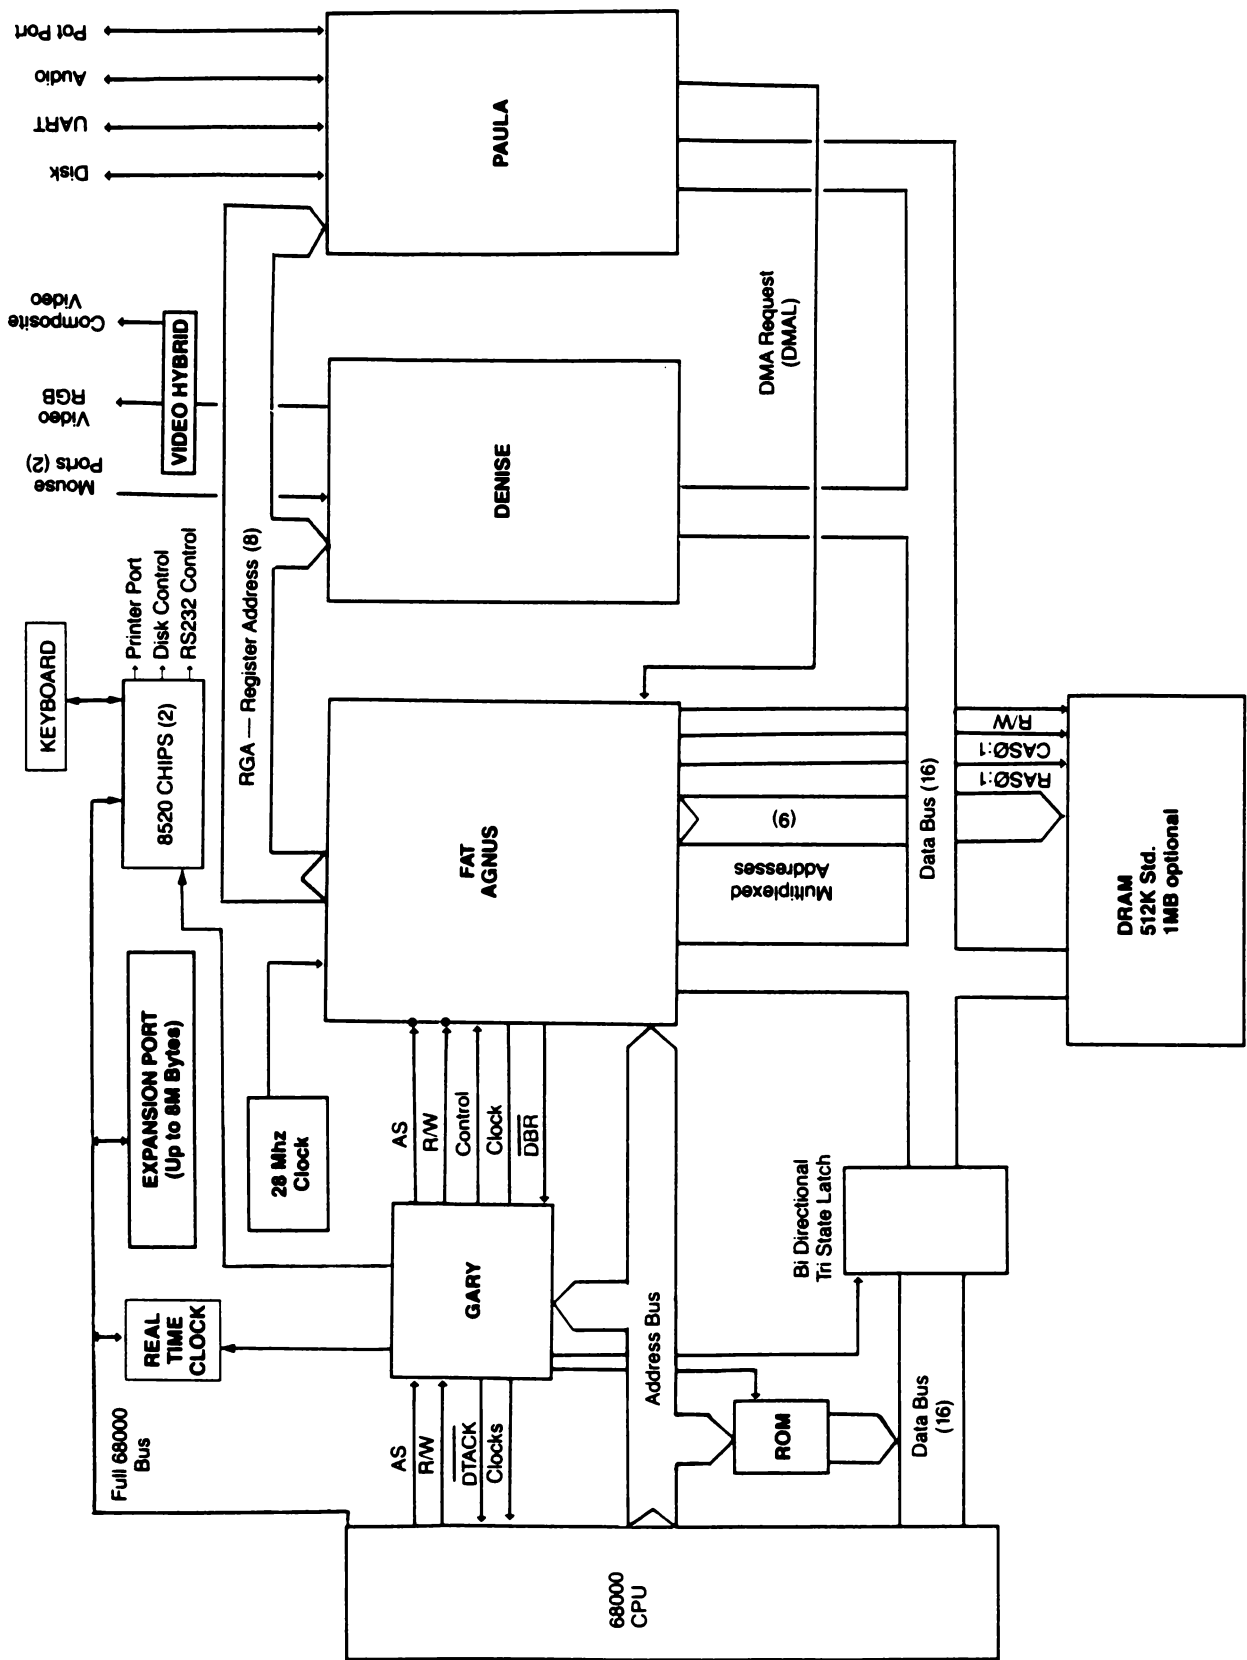 Full 68000
Bus
REAL
TIME
CLOCK
EXPANSION PORT
(Up to 8M Bytes)
KEYBOARD
8520 CHIPS (2)
Printer Port
Disk Control
RS232 Control
Mouse
Ports (2)
Video
RGB
Composite
Video
VIDEO HYBRID
Disk
UART
Audio
Pot Port
28 Mhz
Clock
RGA — Register Address (8)
68000
CPU
AS
R/W
DTACK
Clocks
GARY
AS
R/W
Control
Clock
DBR
FAT
AGNUS
DENISE
PAULA
DMA Request
(DMAL)
Address Bus
ROM
Bi Directional
Tri State Latch
Data Bus
(16)
Multiplexed
Addresses
(9)
Data Bus (16)
RASØ:1
CASØ:1
R/W
DRAM
512K Std.
1MB optional